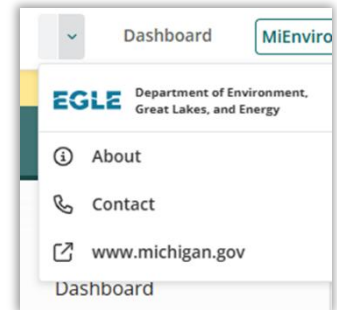 Dashboard
MiEnviro
EGLE
Department of Environment,
Great Lakes, and Energy
About
Contact
www.michigan.gov
Dashboard